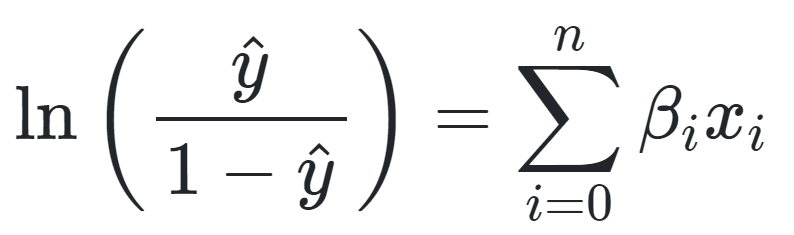 ln(ŷ / (1 − ŷ)) = ∑_{i=0}^{n} β_i x_i